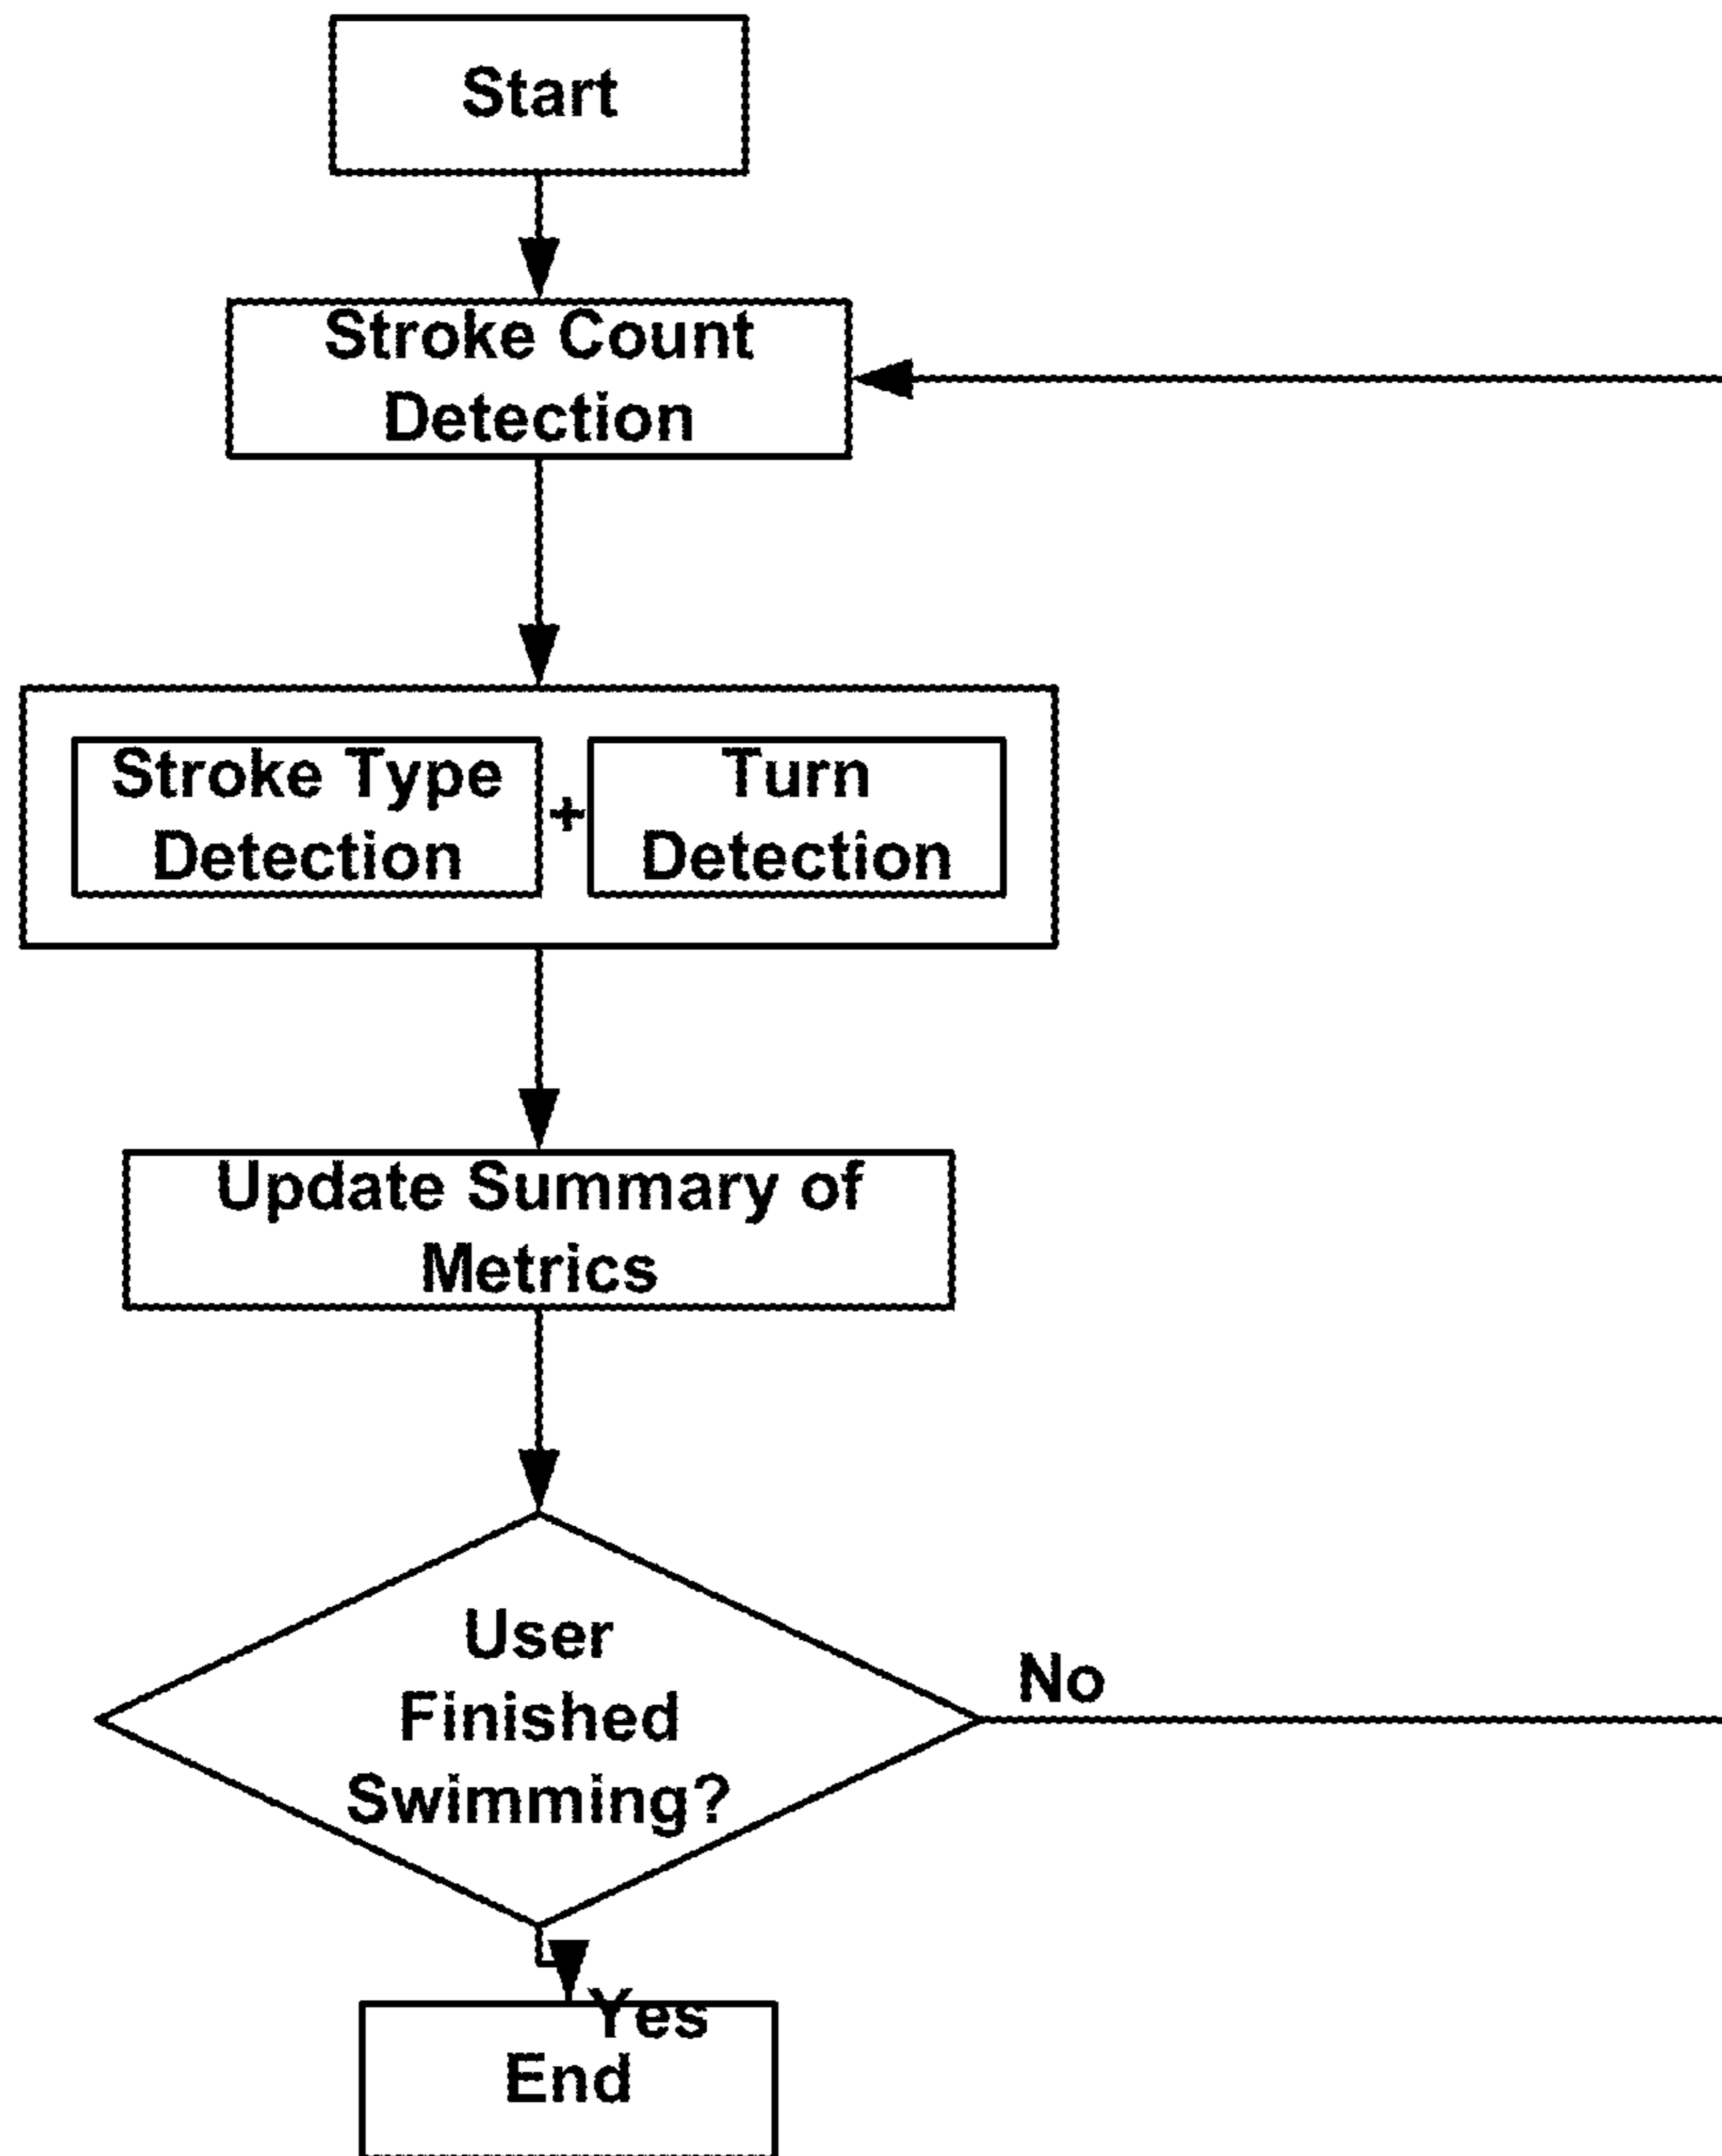 Start
Stroke Count
Detection
Stroke Type
Detection
+
Turn
Detection
Update Summary of
Metrics
User
Finished
Swimming?
No
Yes
End